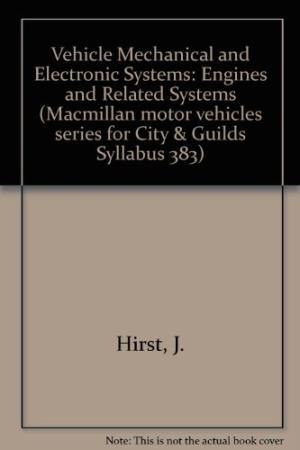 Vehicle Mechanical and
Electronic Systems: Engines
and Related Systems
(Macmillan motor vehicles
series for City & Guilds
Syllabus 383)
Hirst, J.
Note: This is not the actual book cover